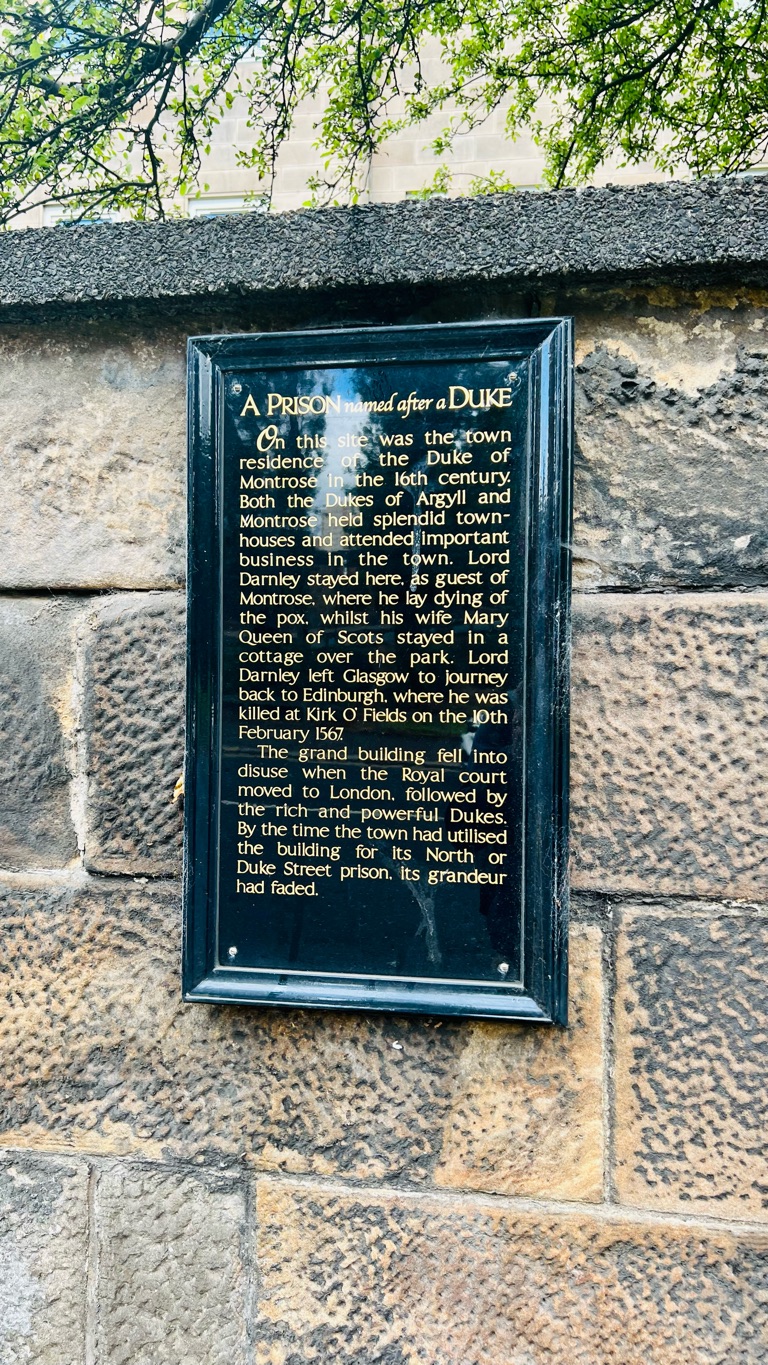 A PRISON named after a DUKE
On this site was the town
residence of the Duke of
Montrose in the 16th century.
Both the Dukes of Argyll and
Montrose held splendid town-
houses and attended important
business in the town. Lord
Darnley stayed here, as guest of
Montrose, where he lay dying of
the pox, whilst his wife Mary
Queen of Scots stayed in a
cottage over the park. Lord
Darnley left Glasgow to journey
back to Edinburgh, where he was
killed at Kirk O' Fields on the 10th
February 1567.
The grand building fell into
disuse when the Royal court
moved to London, followed by
the rich and powerful Dukes.
By the time the town had utilised
the building for its North or
Duke Street prison, its grandeur
had faded.